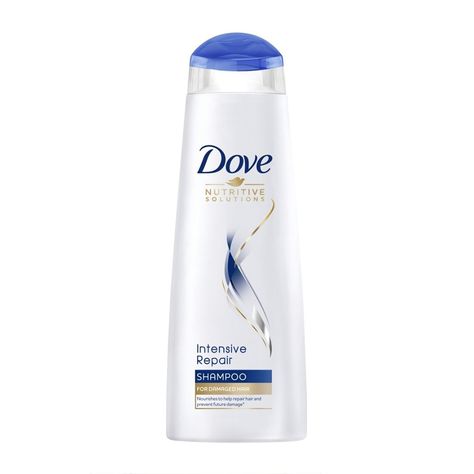 Dove
NUTRITIVE
SOLUTIONS
Intensive
Repair
SHAMPOO
FOR DAMAGED HAIR
Nourishes to help repair hair and
prevent future damage*